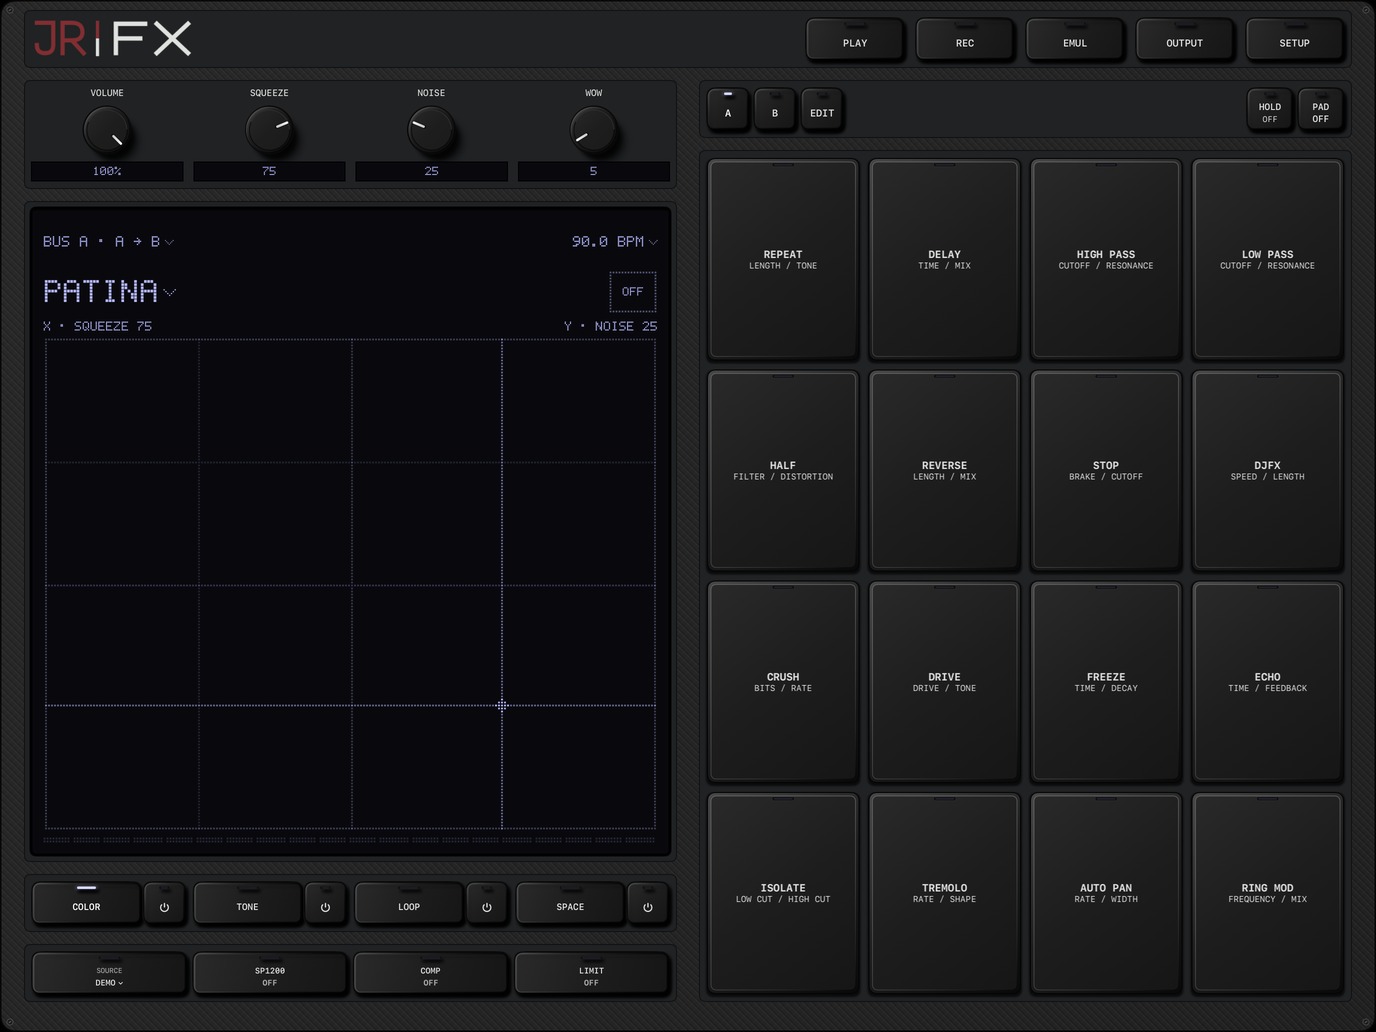 JR|FX
PLAY
REC
EMUL
OUTPUT
SETUP
VOLUME
SQUEEZE
NOISE
WOW
100%
75
25
5
A
B
EDIT
HOLD
OFF
PAD
OFF
BUS A · A → B
90.0 BPM
PATINA
OFF
X · SQUEEZE 75
Y · NOISE 25
REPEAT
LENGTH / TONE
DELAY
TIME / MIX
HIGH PASS
CUTOFF / RESONANCE
LOW PASS
CUTOFF / RESONANCE
HALF
FILTER / DISTORTION
REVERSE
LENGTH / MIX
STOP
BRAKE / CUTOFF
DJFX
SPEED / LENGTH
CRUSH
BITS / RATE
DRIVE
DRIVE / TONE
FREEZE
TIME / DECAY
ECHO
TIME / FEEDBACK
ISOLATE
LOW CUT / HIGH CUT
TREMOLO
RATE / SHAPE
AUTO PAN
RATE / WIDTH
RING MOD
FREQUENCY / MIX
COLOR
TONE
LOOP
SPACE
SOURCE
DEMO
SP1200
OFF
COMP
OFF
LIMIT
OFF